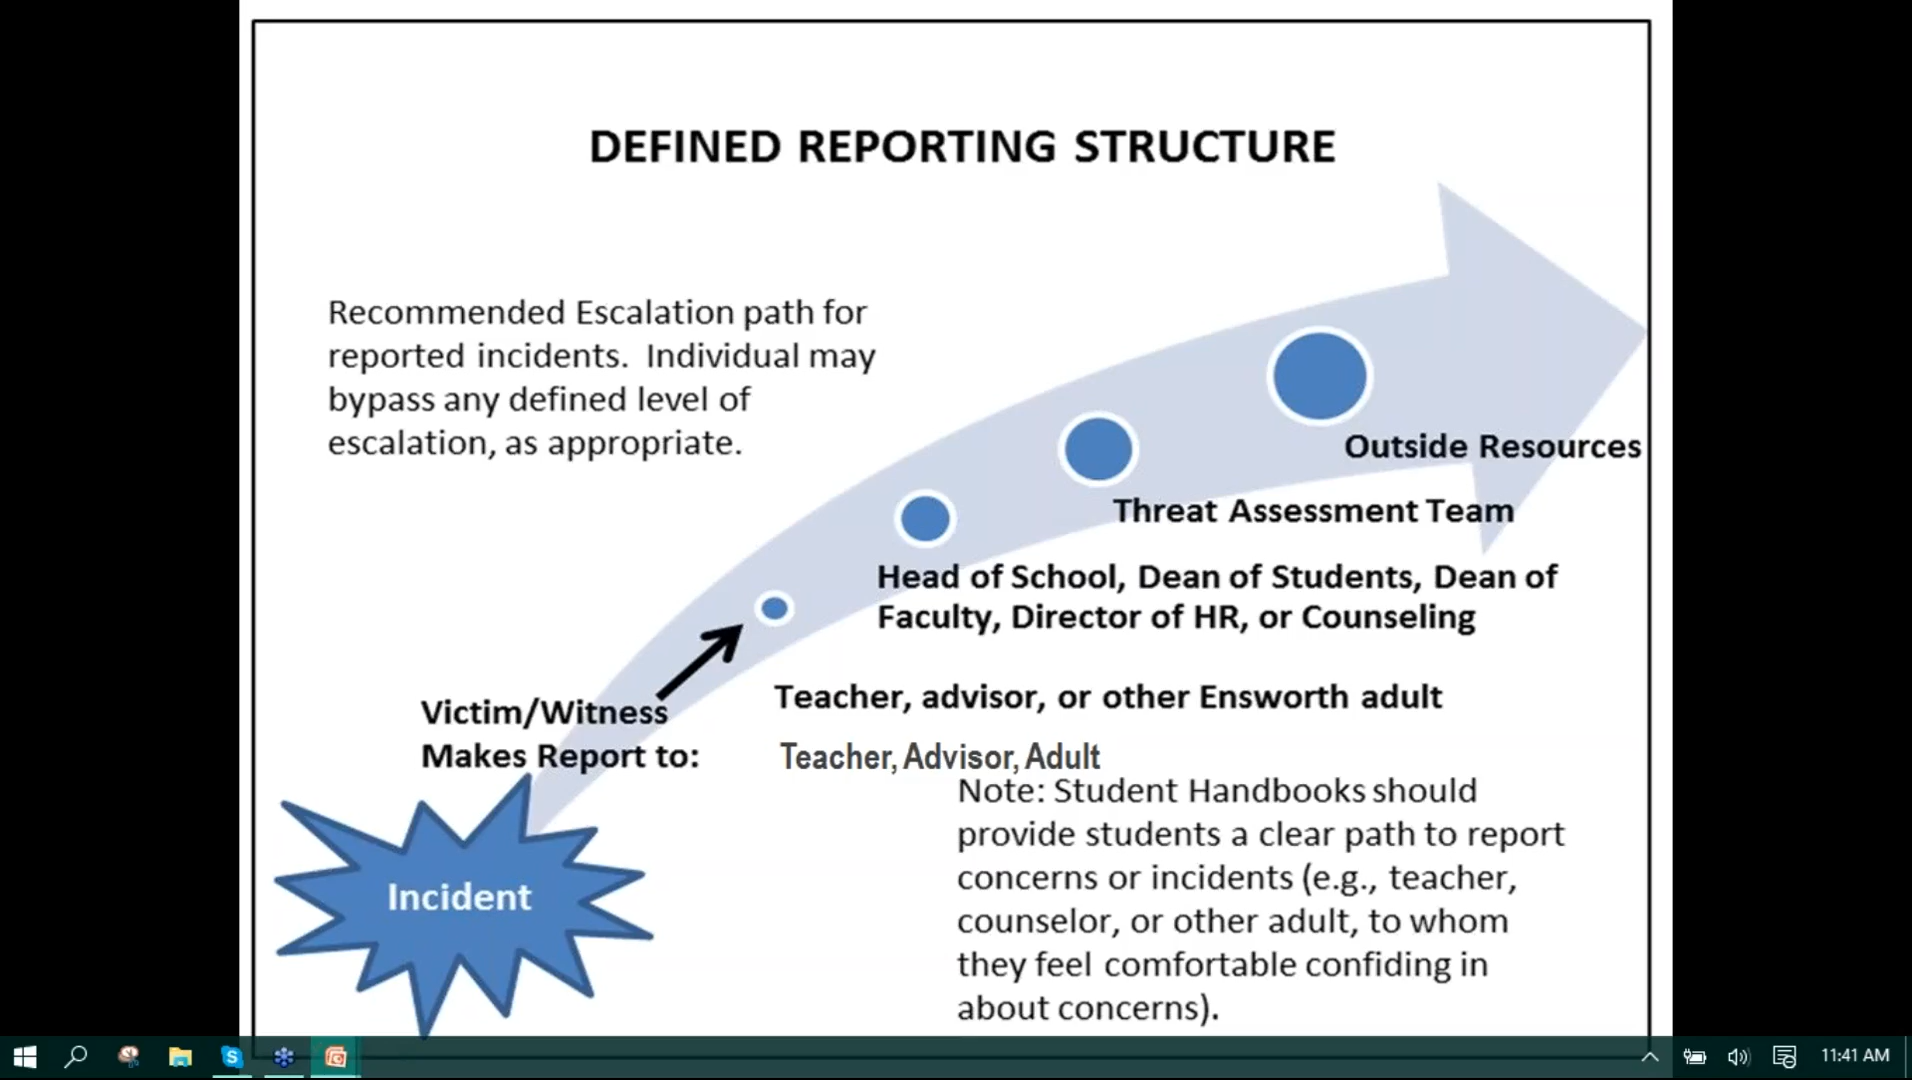 DEFINED REPORTING STRUCTURE
Recommended Escalation path for
reported incidents.  Individual may
bypass any defined level of
escalation, as appropriate.
Outside Resources
Threat Assessment Team
Head of School, Dean of Students, Dean of
Faculty, Director of HR, or Counseling
Teacher, advisor, or other Ensworth adult
Victim/Witness
Makes Report to:
Teacher, Advisor, Adult
Note: Student Handbooks should
provide students a clear path to report
concerns or incidents (e.g., teacher,
counselor, or other adult, to whom
they feel comfortable confiding in
about concerns).
Incident
11:41 AM